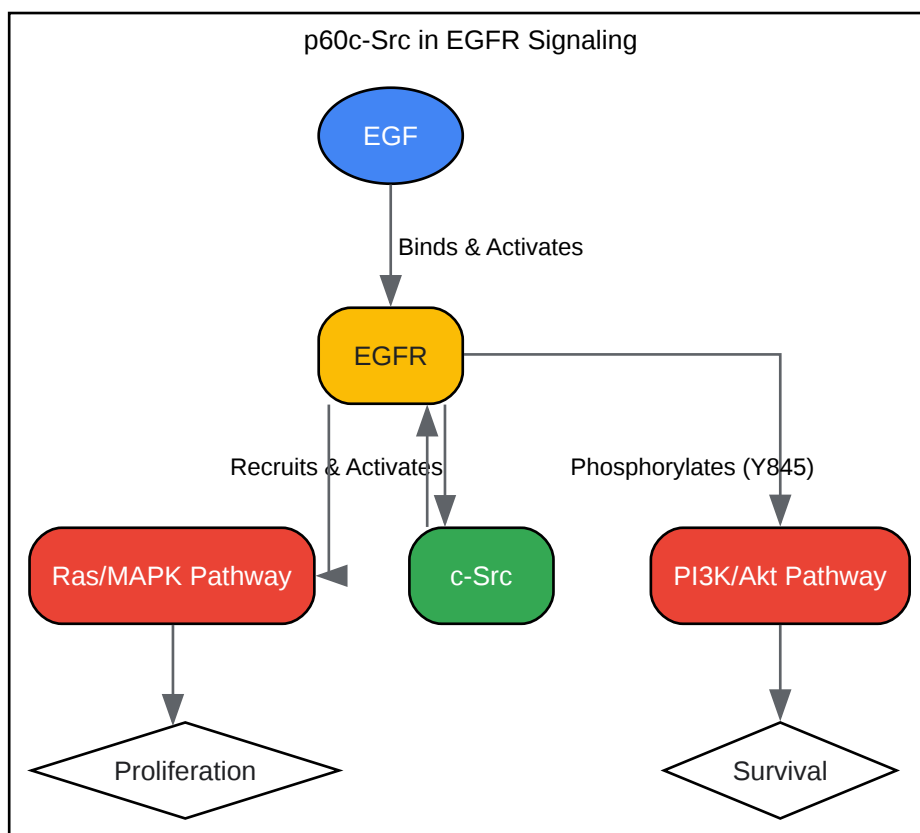 p60c-Src in EGFR Signaling
EGF
Binds & Activates
EGFR
Recruits & Activates
Phosphorylates (Y845)
Ras/MAPK Pathway
c-Src
PI3K/Akt Pathway
Proliferation
Survival